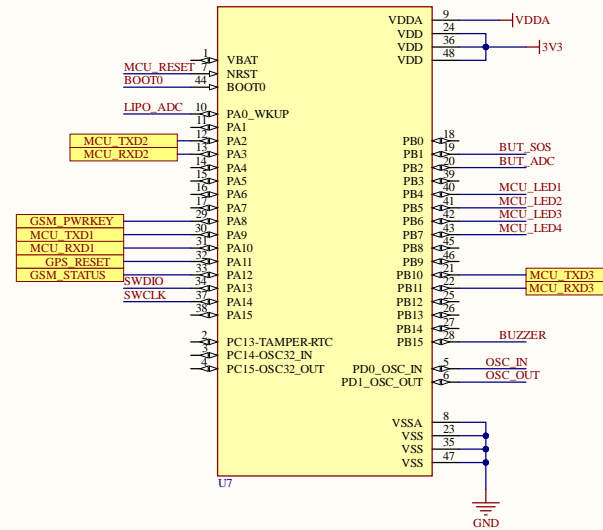 VDDA 9 VDDA
VDD 24
VDD 36 3V3
VDD 48
1 VBAT
MCU_RESET 7 NRST
BOOT0 44 BOOT0
LIPO_ADC 10 PA0_WKUP
11 PA1
MCU_TXD2 12 PA2
MCU_RXD2 13 PA3
14 PA4
15 PA5
16 PA6
17 PA7
GSM_PWRKEY 29 PA8
MCU_TXD1 30 PA9
MCU_RXD1 31 PA10
GPS_RESET 32 PA11
GSM_STATUS 33 PA12
SWDIO 34 PA13
SWCLK 37 PA14
38 PA15
2 PC13-TAMPER-RTC
3 PC14-OSC32_IN
4 PC15-OSC32_OUT
PB0 18
PB1 19 BUT_SOS
PB2 20 BUT_ADC
PB3 39
PB4 40 MCU_LED1
PB5 41 MCU_LED2
PB6 42 MCU_LED3
PB7 43 MCU_LED4
PB8 45
PB9 46
PB10 21 MCU_TXD3
PB11 22 MCU_RXD3
PB12 25
PB13 26
PB14 27
PB15 28 BUZZER
PD0_OSC_IN 5 OSC_IN
PD1_OSC_OUT 6 OSC_OUT
VSSA 8
VSS 23
VSS 35
VSS 47
U7
GND